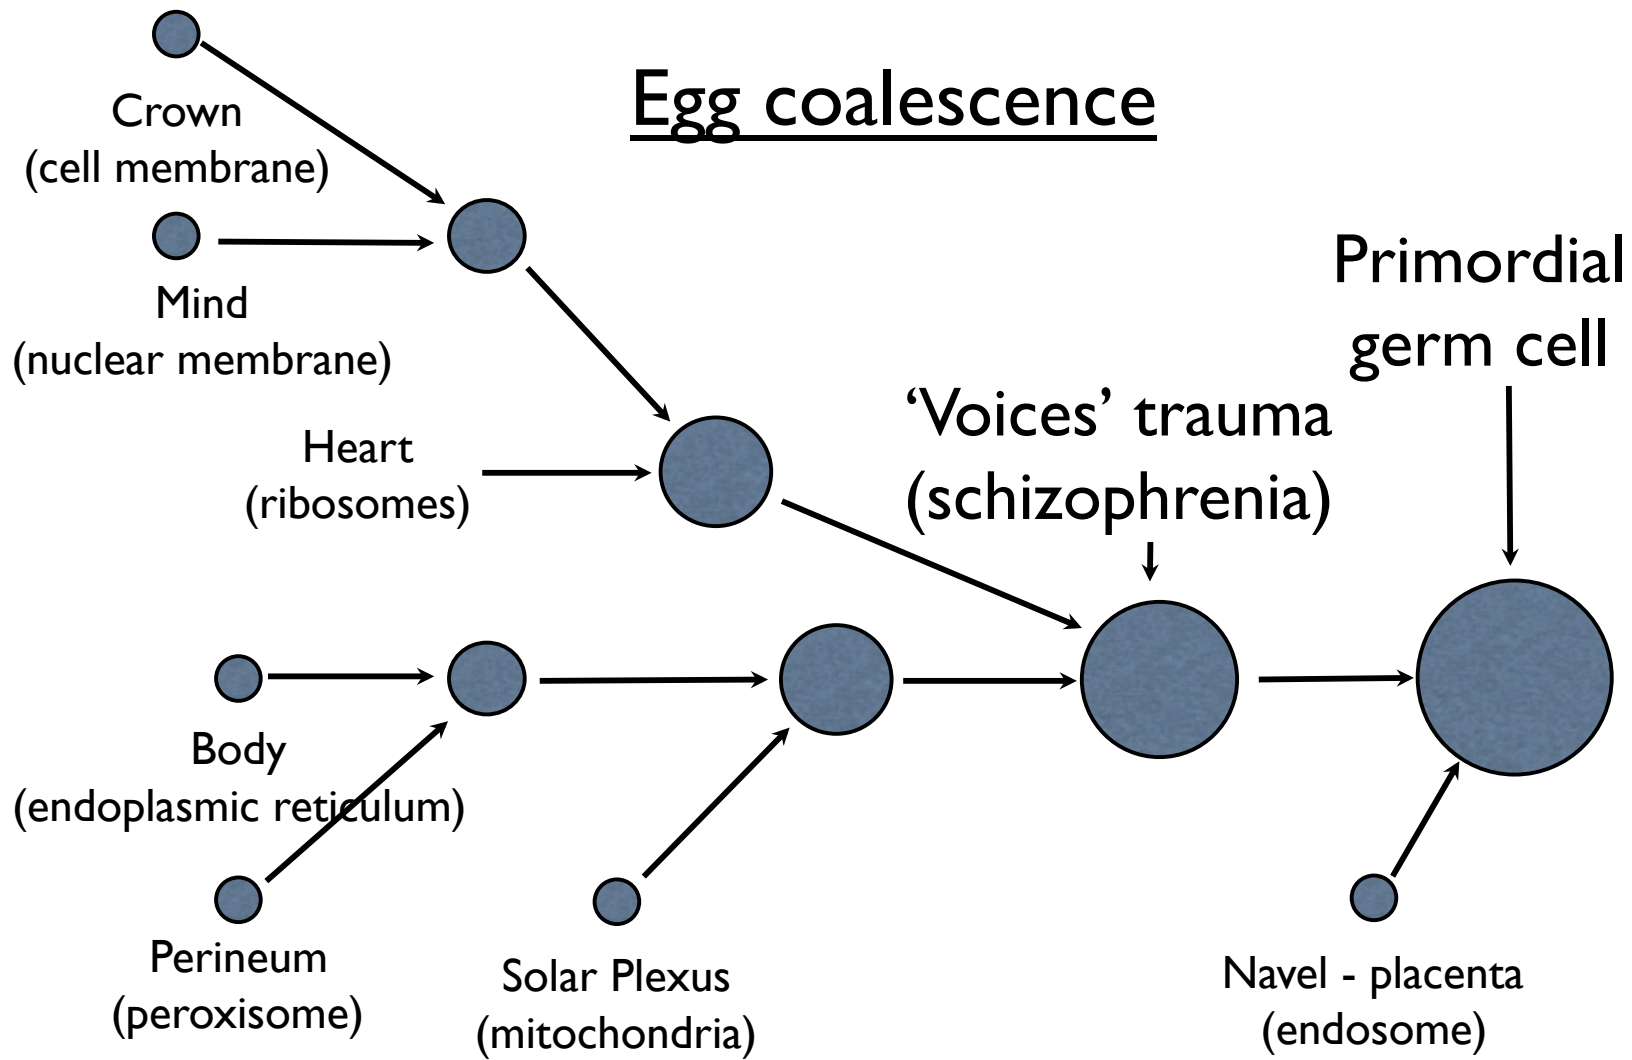 Egg coalescence
Crown
(cell membrane)
Mind
(nuclear membrane)
Heart
(ribosomes)
‘Voices’ trauma
(schizophrenia)
Primordial
germ cell
Body
(endoplasmic reticulum)
Perineum
(peroxisome)
Solar Plexus
(mitochondria)
Navel - placenta
(endosome)